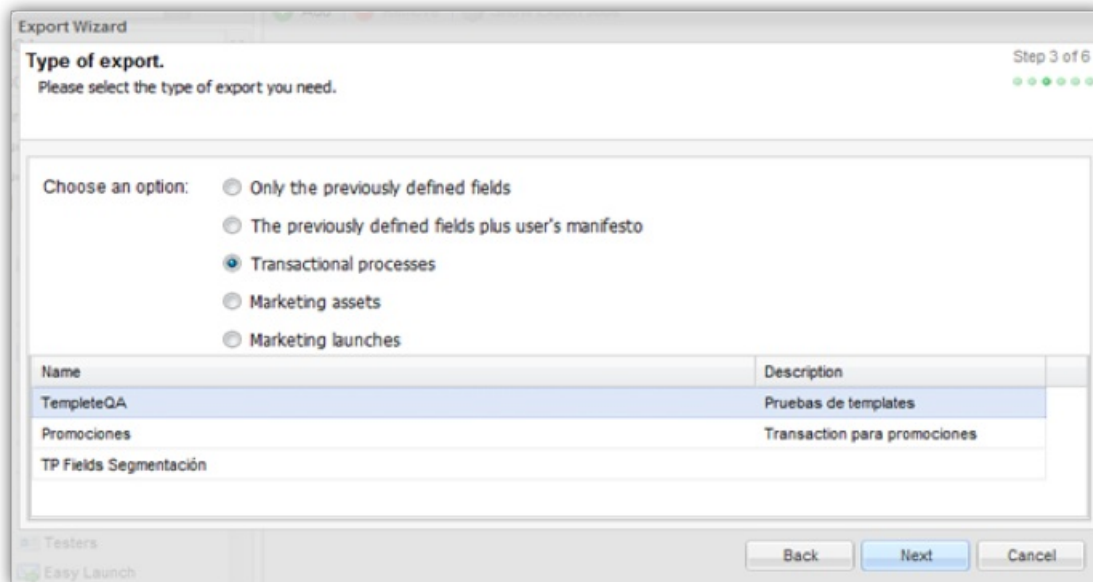 Export Wizard
Type of export.
Step 3 of 6
Please select the type of export you need.
Choose an option:
Only the previously defined fields
The previously defined fields plus user's manifesto
Transactional processes
Marketing assets
Marketing launches
Name Description
TempleteQA Pruebas de templates
Promociones Transaction para promociones
TP Fields Segmentación
Testers
Back Next Cancel
Easy Launch